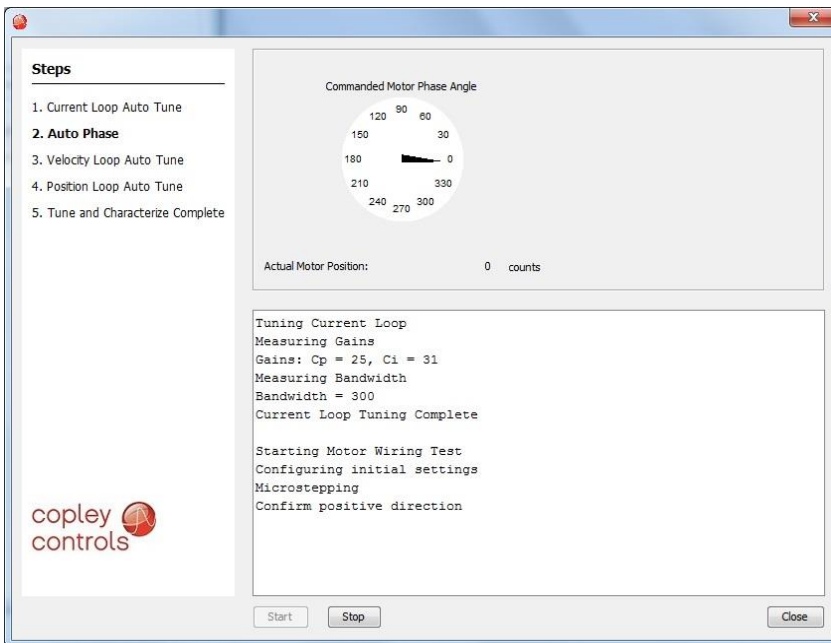 Steps
1. Current Loop Auto Tune
2. Auto Phase
3. Velocity Loop Auto Tune
4. Position Loop Auto Tune
5. Tune and Characterize Complete
copley
controls
Commanded Motor Phase Angle
90
120 60
150 30
180 0
210 330
240 300
270
Actual Motor Position: 0 counts
Tuning Current Loop
Measuring Gains
Gains: Cp = 25, Ci = 31
Measuring Bandwidth
Bandwidth = 300
Current Loop Tuning Complete
Starting Motor Wiring Test
Configuring initial settings
Microstepping
Confirm positive direction
Start Stop Close